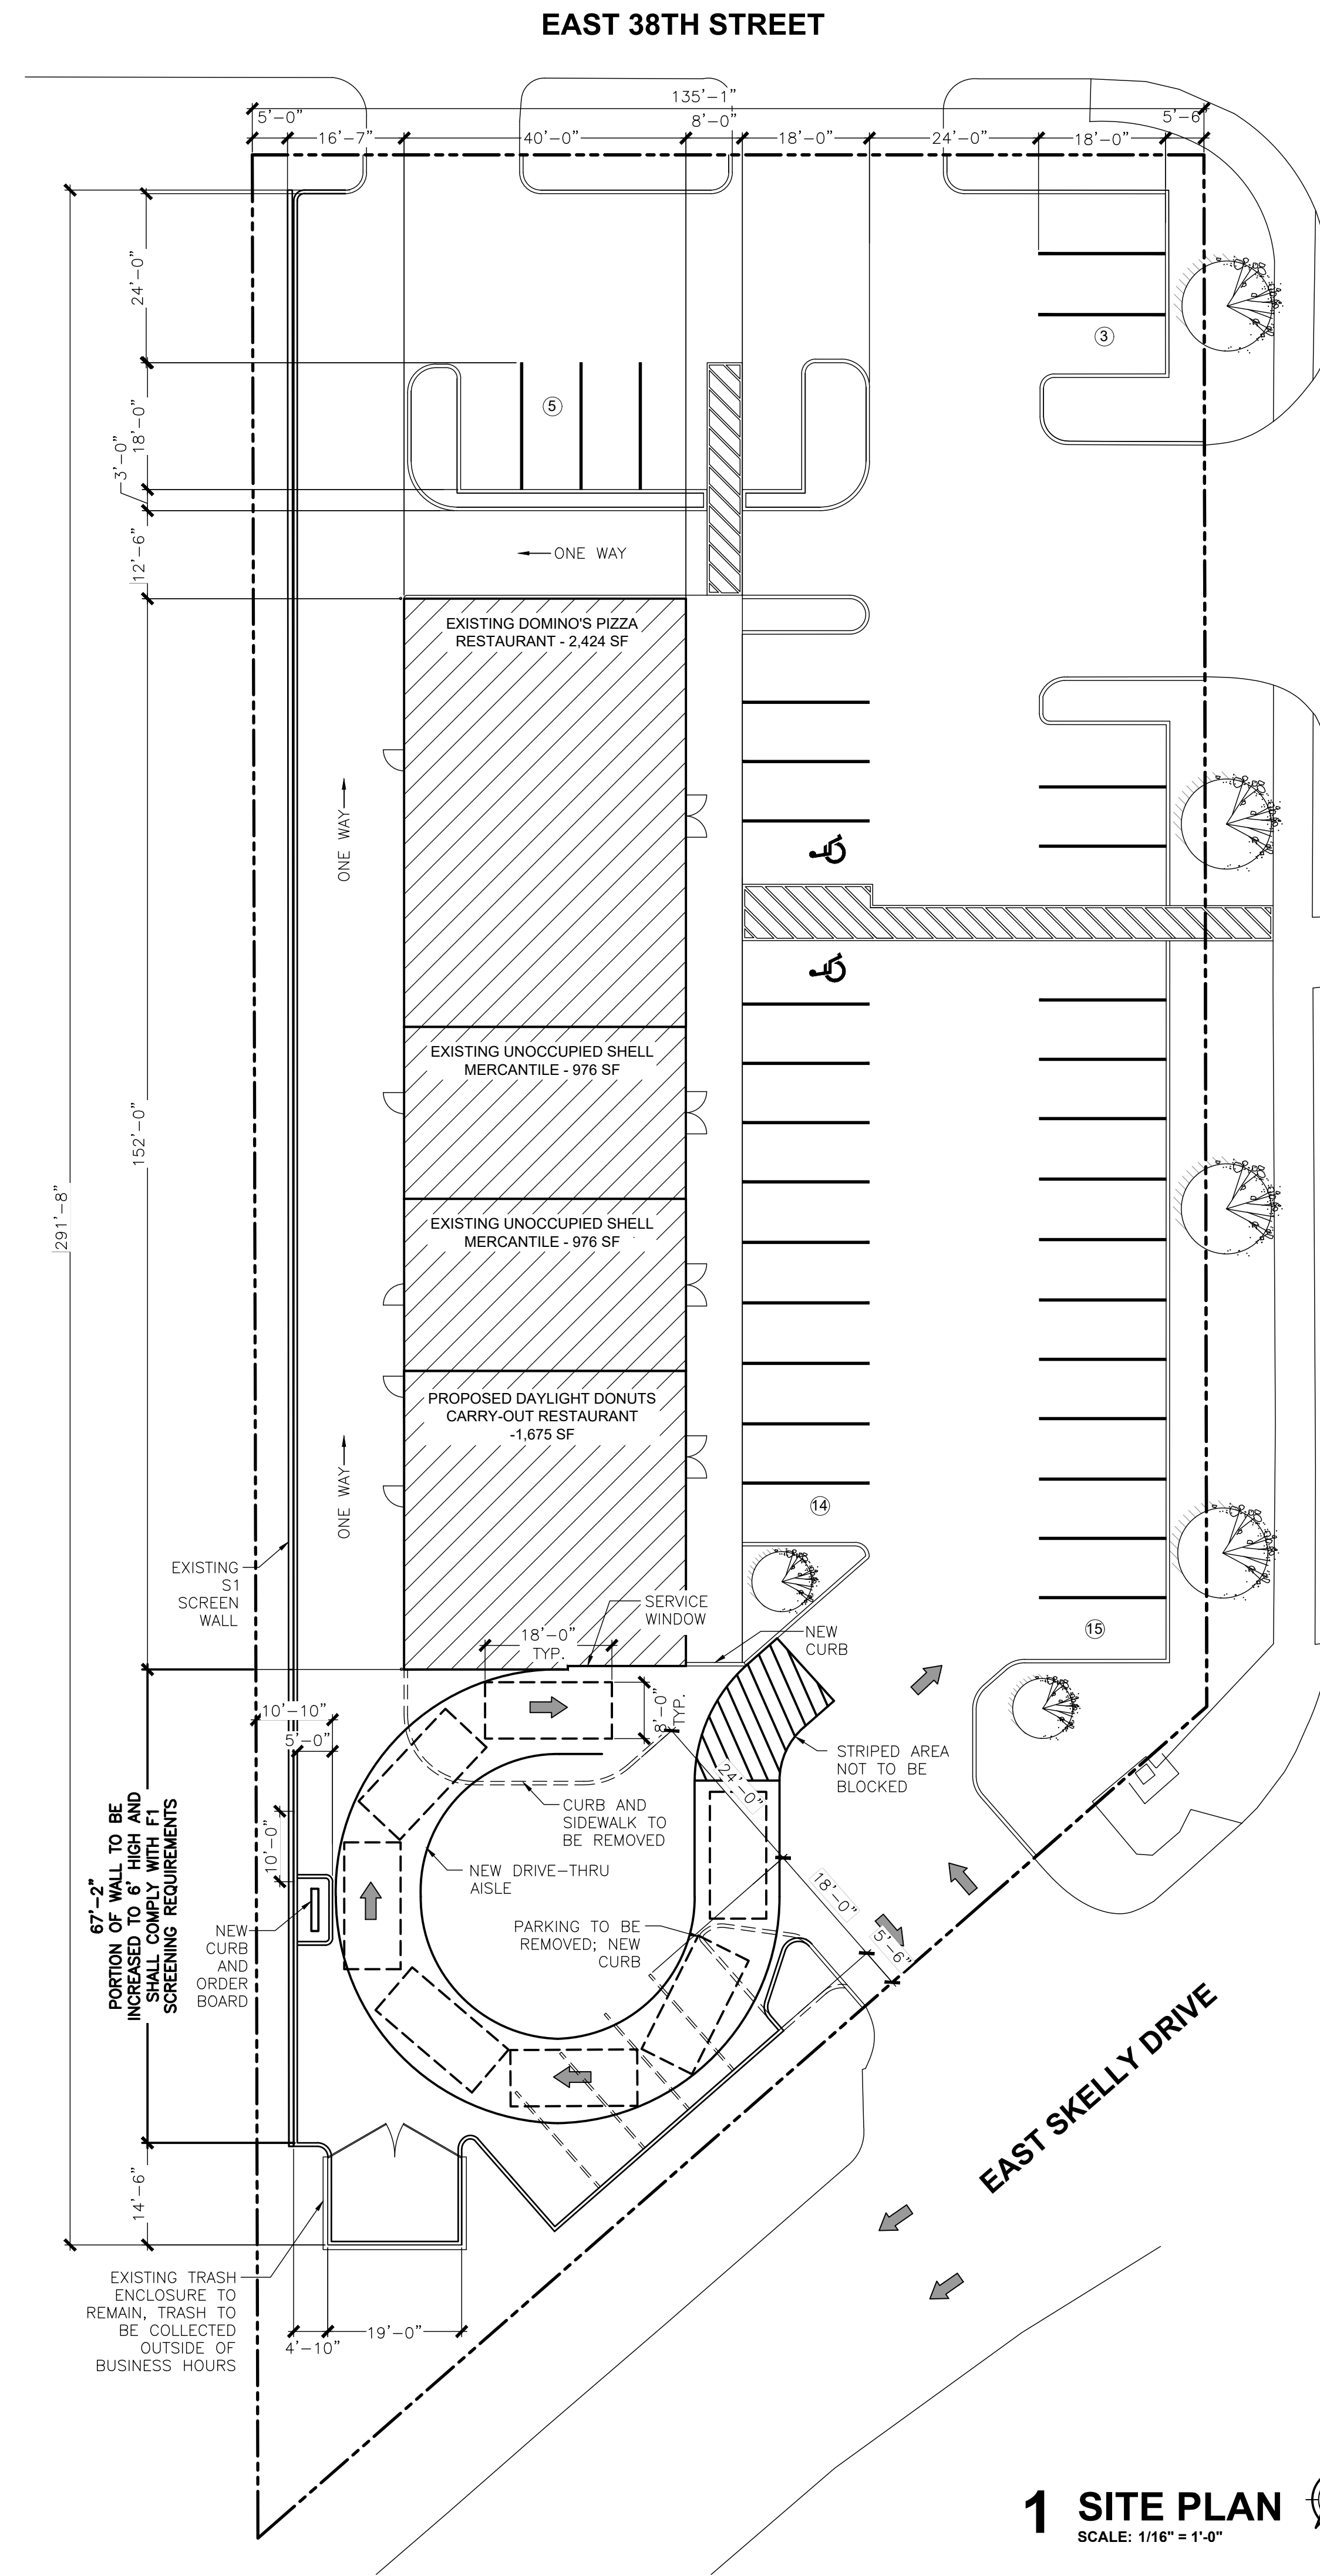 EAST 38TH STREET
135'-1"
5'-0"
16'-7"
40'-0"
8'-0"
18'-0"
24'-0"
18'-0"
5'-6"
24'-0"
18'-0"
3'-0"
12'-6"
152'-0"
291'-8"
3
5
ONE WAY
EXISTING DOMINO'S PIZZA
RESTAURANT - 2,424 SF
ONE WAY
EXISTING UNOCCUPIED SHELL
MERCANTILE - 976 SF
EXISTING UNOCCUPIED SHELL
MERCANTILE - 976 SF
PROPOSED DAYLIGHT DONUTS
CARRY-OUT RESTAURANT
-1,675 SF
ONE WAY
14
15
EXISTING
S1
SCREEN
WALL
SERVICE
WINDOW
NEW
CURB
18'-0"
TYP.
8'-0"
TYP.
10'-10"
5'-0"
10'-0"
STRIPED AREA
NOT TO BE
BLOCKED
24'-0"
18'-0"
5'-6"
CURB AND
SIDEWALK TO
BE REMOVED
NEW DRIVE-THRU
AISLE
PARKING TO BE
REMOVED; NEW
CURB
67'-2"
PORTION OF WALL TO BE
INCREASED TO 6' HIGH AND
SHALL COMPLY WITH F1
SCREENING REQUIREMENTS
NEW
CURB
AND
ORDER
BOARD
EAST SKELLY DRIVE
14'-6"
EXISTING TRASH
ENCLOSURE TO
REMAIN, TRASH TO
BE COLLECTED
OUTSIDE OF
BUSINESS HOURS
4'-10"
19'-0"
1 SITE PLAN
SCALE: 1/16" = 1'-0"